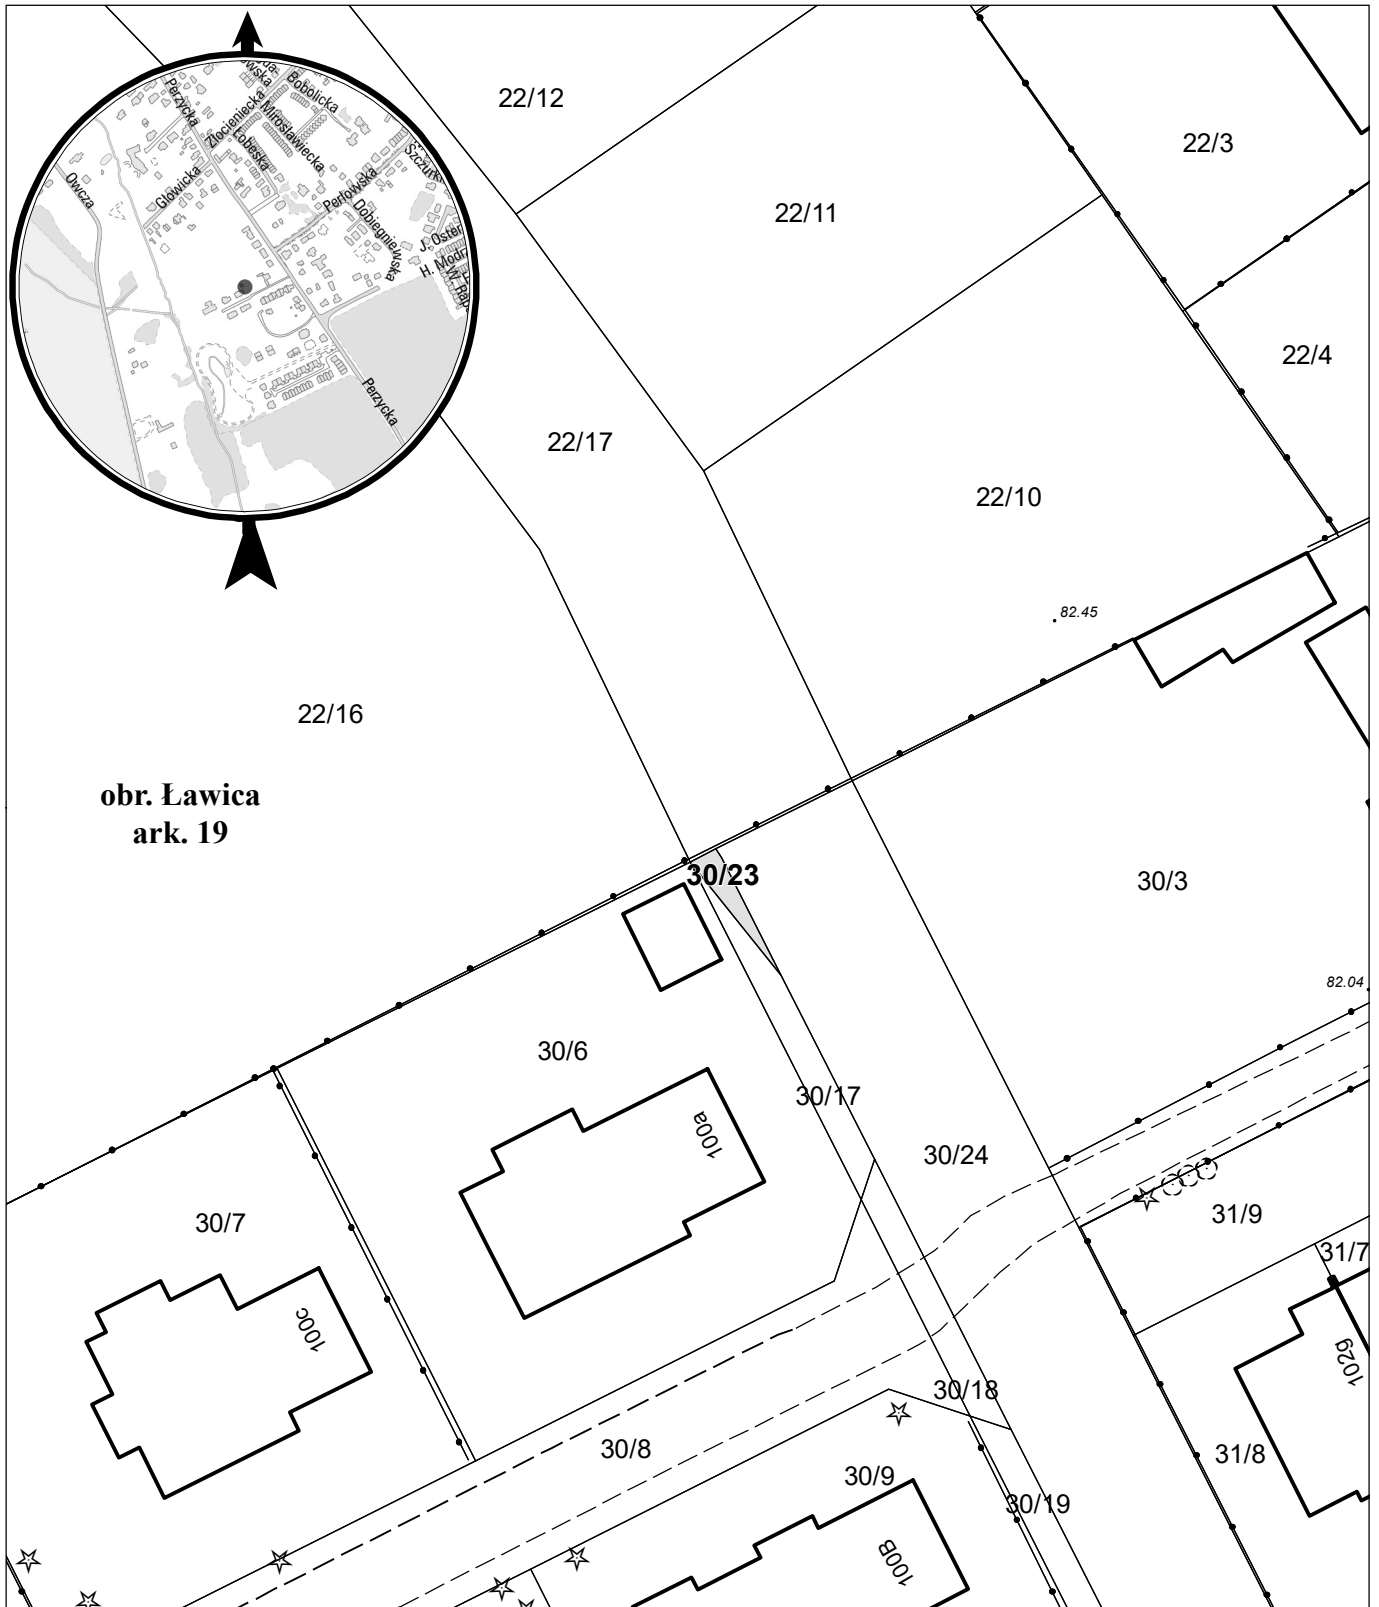 22/12
22/3
22/11
22/4
22/17
22/10
82.45
22/16
obr. Ławica
ark. 19
30/23
30/3
82.04
30/6
30/17
100a
30/24
30/7
31/9
31/7
100c
102g
30/18
30/8
31/8
30/9
30/19
100B
Perzycka
Złocieniecka
Bobolicka
Mirosławiecka
Łobeska
Owcza
Głowicka
Perłowska
Dobiegniewska
J. Oster
H. Modr
Perzycka